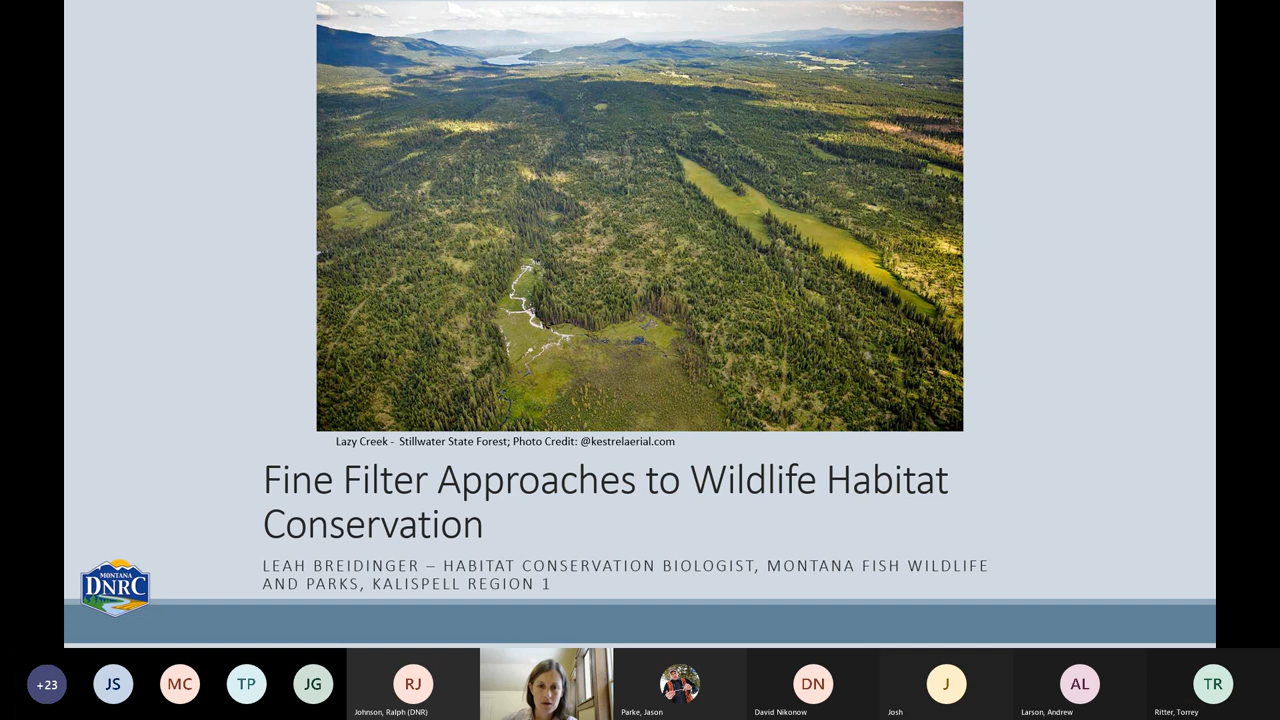 Lazy Creek - Stillwater State Forest; Photo Credit: @kestrelaerial.com
Fine Filter Approaches to Wildlife Habitat
Conservation
LEAH BREIDINGER – HABITAT CONSERVATION BIOLOGIST, MONTANA FISH WILDLIFE
AND PARKS, KALISPELL REGION 1
MONTANA
DNRC
+23
JS
MC
TP
JG
RJ
DN
J
AL
TR
Johnson, Ralph (DNR)
Parke, Jason
David Nikonow
Josh
Larson, Andrew
Ritter, Torrey